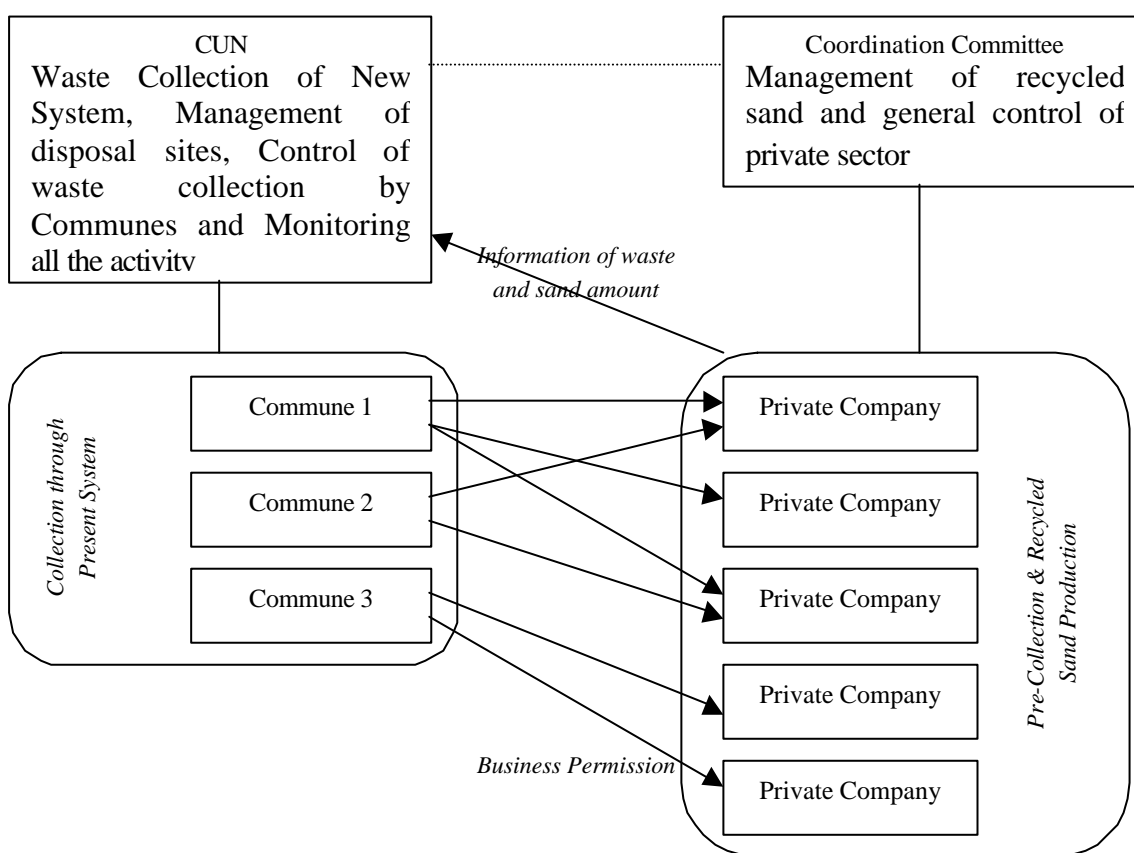 CUN
Waste Collection of New
System, Management of
disposal sites, Control of
waste collection by
Communes and Monitoring
all the activity
Coordination Committee
Management of recycled
sand and general control of
private sector
Information of waste
and sand amount
Collection through
Present System
Commune 1
Commune 2
Commune 3
Private Company
Private Company
Private Company
Private Company
Private Company
Pre-Collection & Recycled
Sand Production
Business Permission